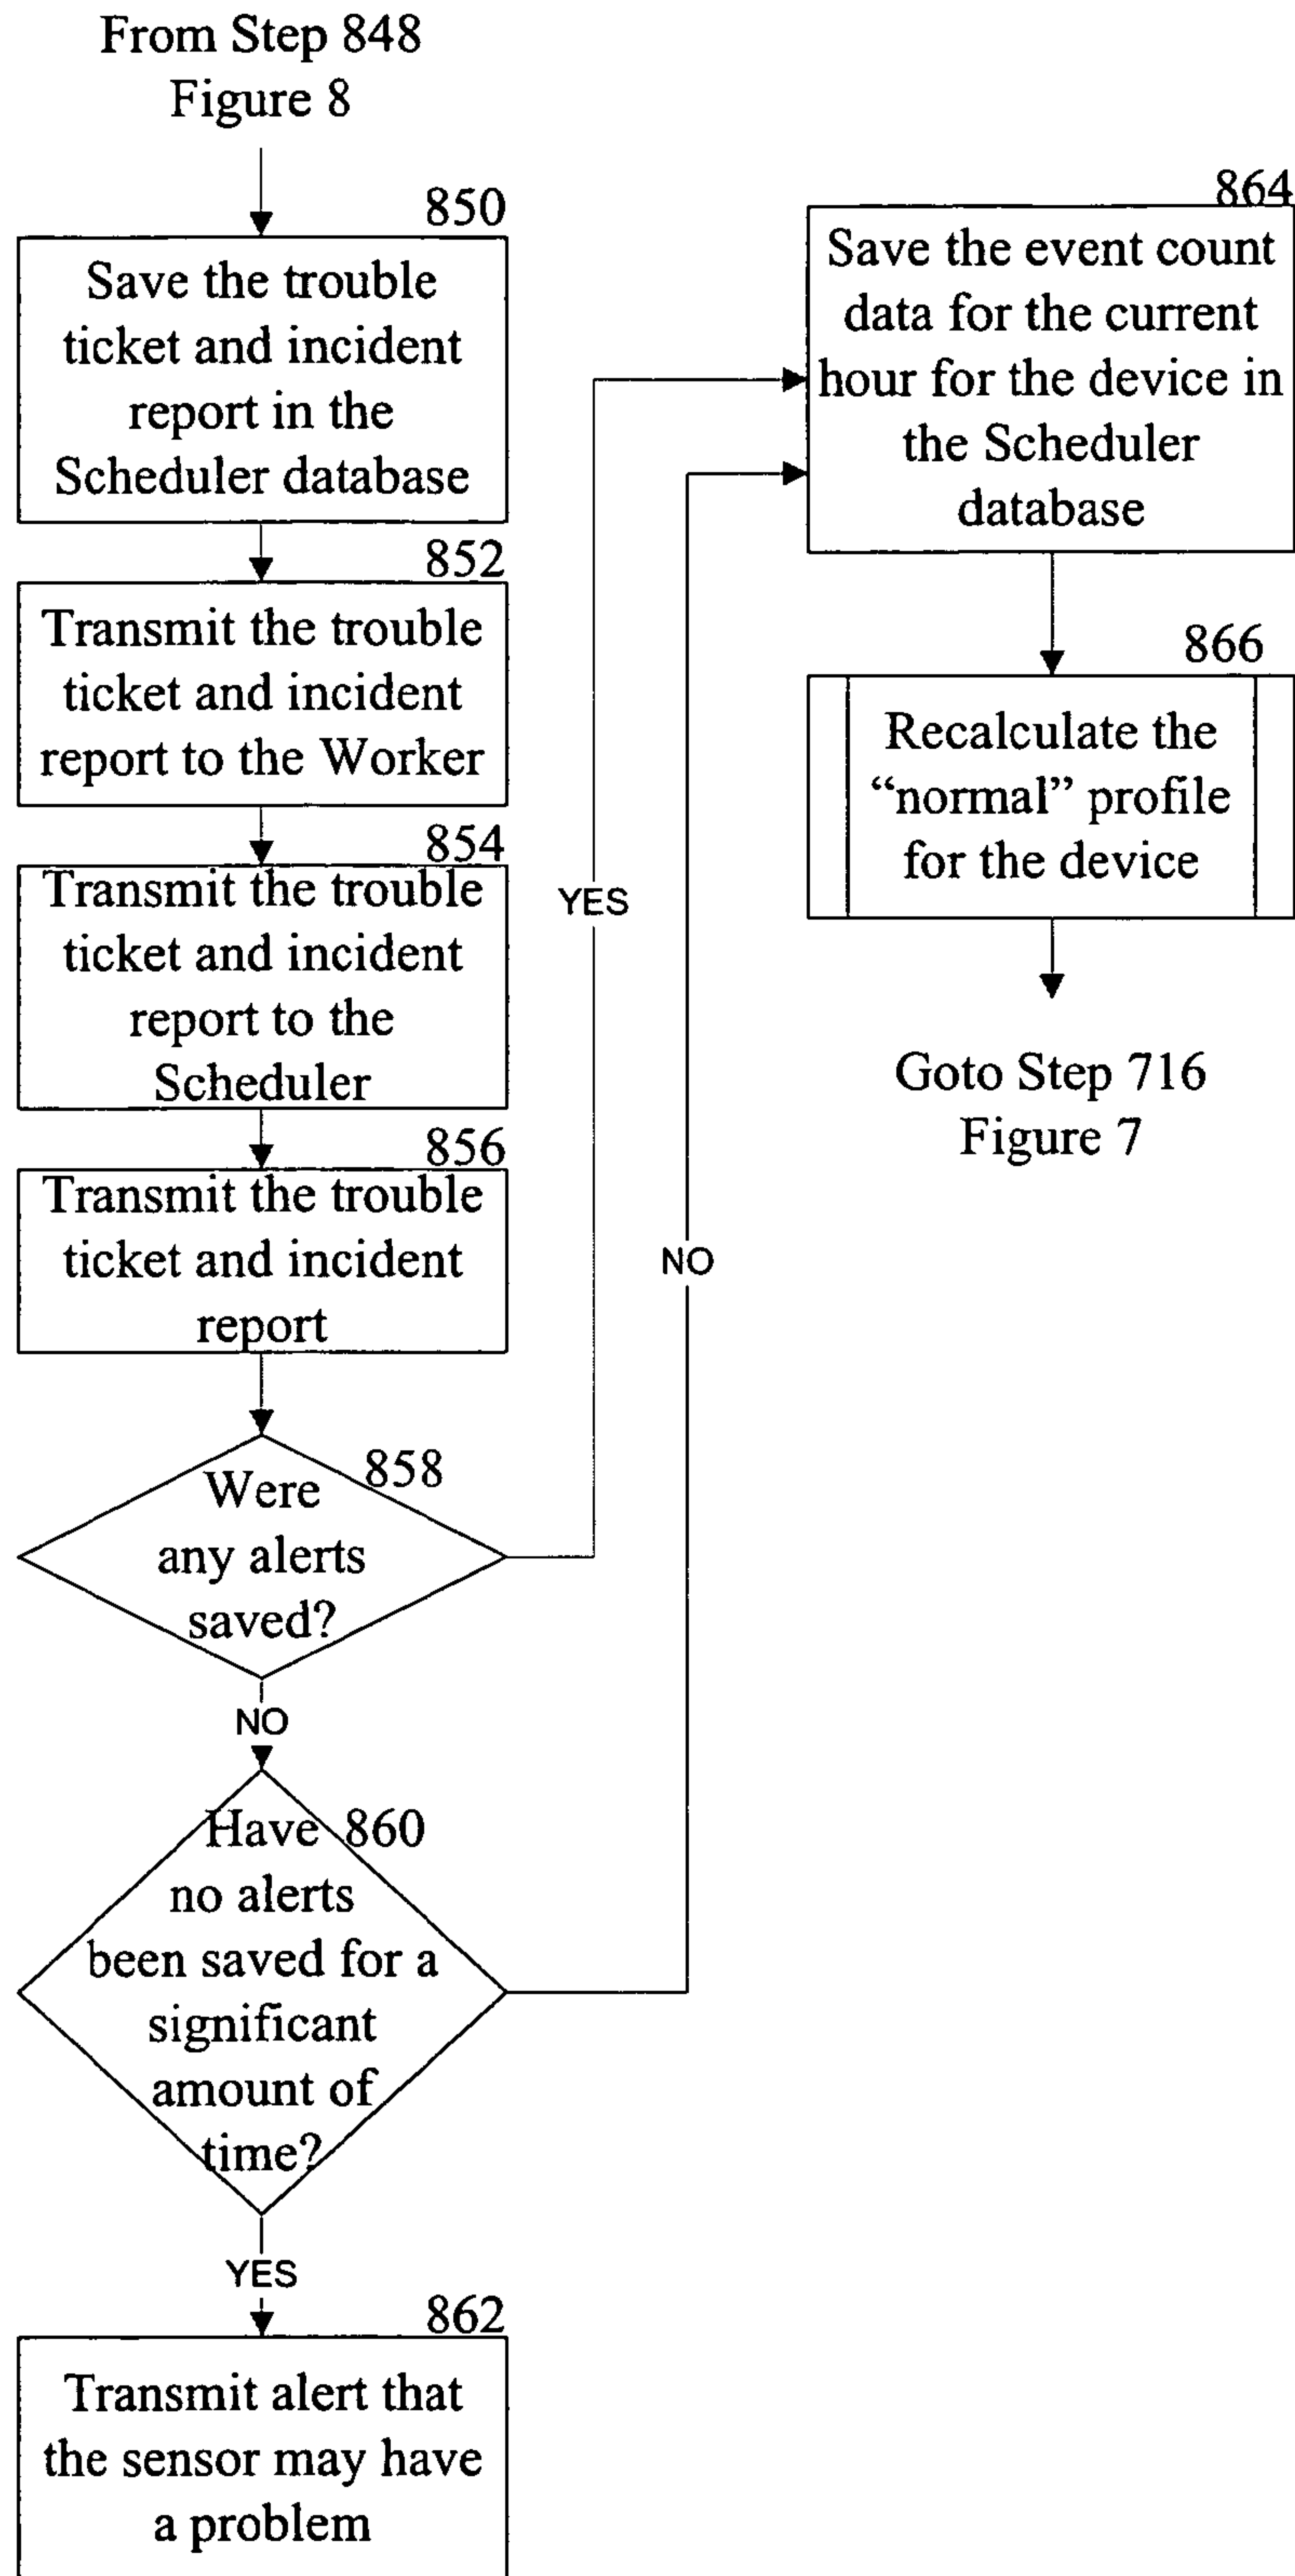 From Step 848
Figure 8
850
Save the trouble
ticket and incident
report in the
Scheduler database
852
Transmit the trouble
ticket and incident
report to the Worker
854
Transmit the trouble
ticket and incident
report to the
Scheduler
856
Transmit the trouble
ticket and incident
report
858
Were
any alerts
saved?
YES
NO
Have 860
no alerts
been saved for a
significant
amount of
time?
NO
YES
862
Transmit alert that
the sensor may have
a problem
864
Save the event count
data for the current
hour for the device in
the Scheduler
database
866
Recalculate the
“normal” profile
for the device
Goto Step 716
Figure 7